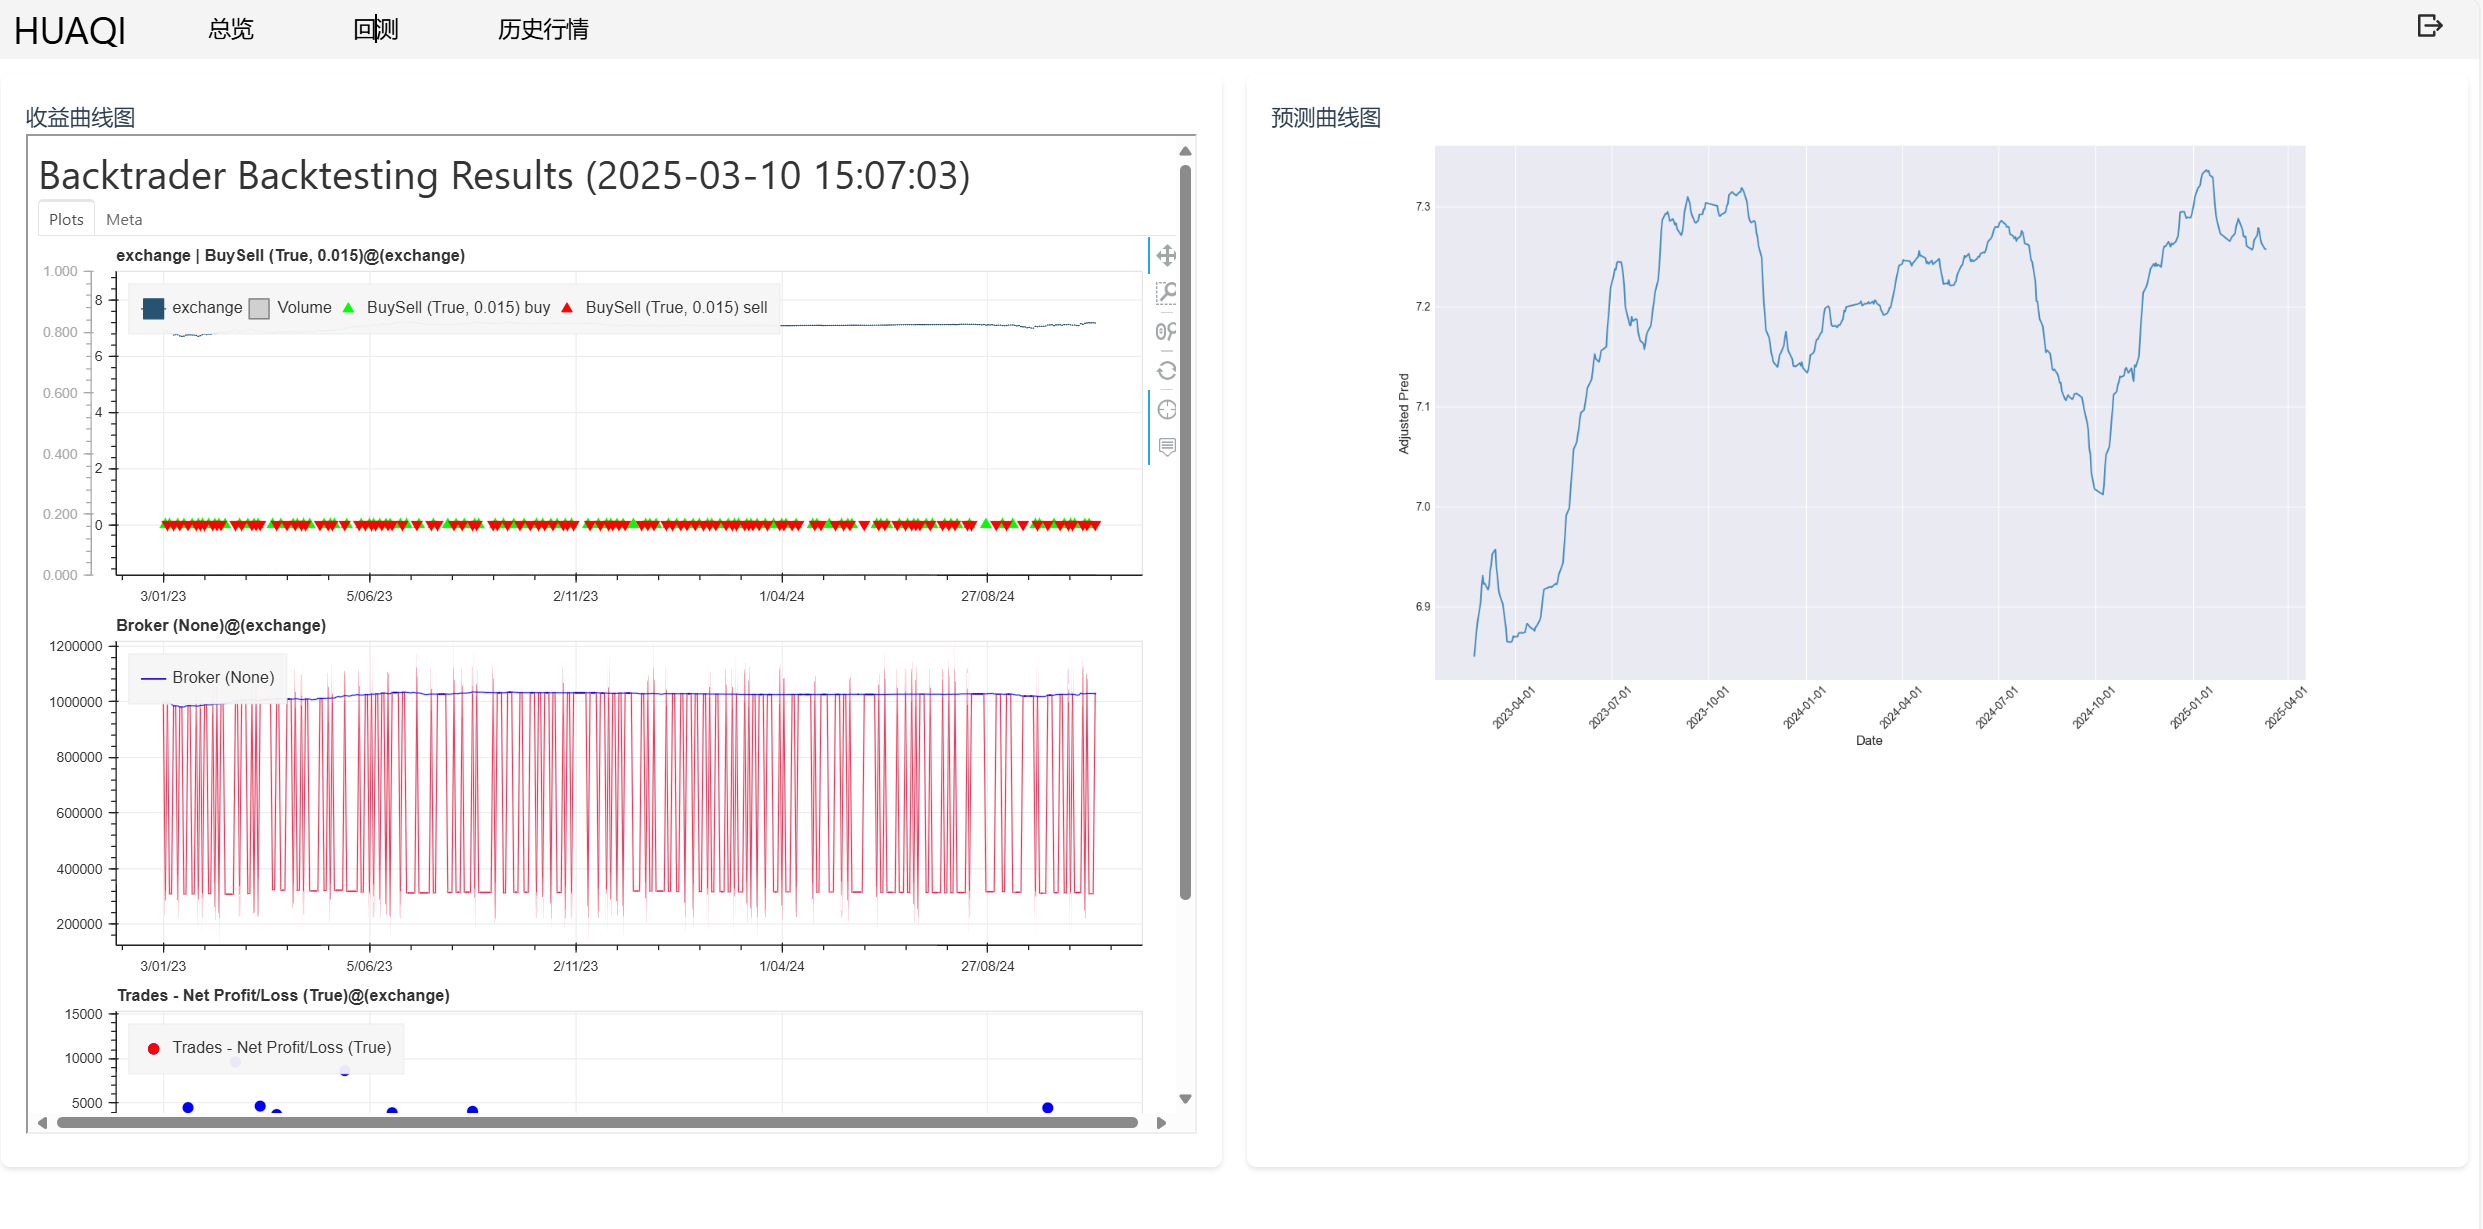 HUAQI 总览 回测 历史行情
收益曲线图
Backtrader Backtesting Results (2025-03-10 15:07:03)
Plots Meta
exchange | BuySell (True, 0.015)@(exchange)
exchange Volume BuySell (True, 0.015) buy BuySell (True, 0.015) sell
1.000
0.800
0.600
0.400
0.200
0.000
8
6
4
2
0
3/01/23 5/06/23 2/11/23 1/04/24 27/08/24
Broker (None)@(exchange)
Broker (None)
1200000
1000000
800000
600000
400000
200000
3/01/23 5/06/23 2/11/23 1/04/24 27/08/24
Trades - Net Profit/Loss (True)@(exchange)
Trades - Net Profit/Loss (True)
15000
10000
5000
预测曲线图
7.3
7.2
7.1
7.0
6.9
Adjusted Pred
2023-04-01 2023-07-01 2023-10-01 2024-01-01 2024-04-01 2024-07-01 2024-10-01 2025-01-01 2025-04-01
Date